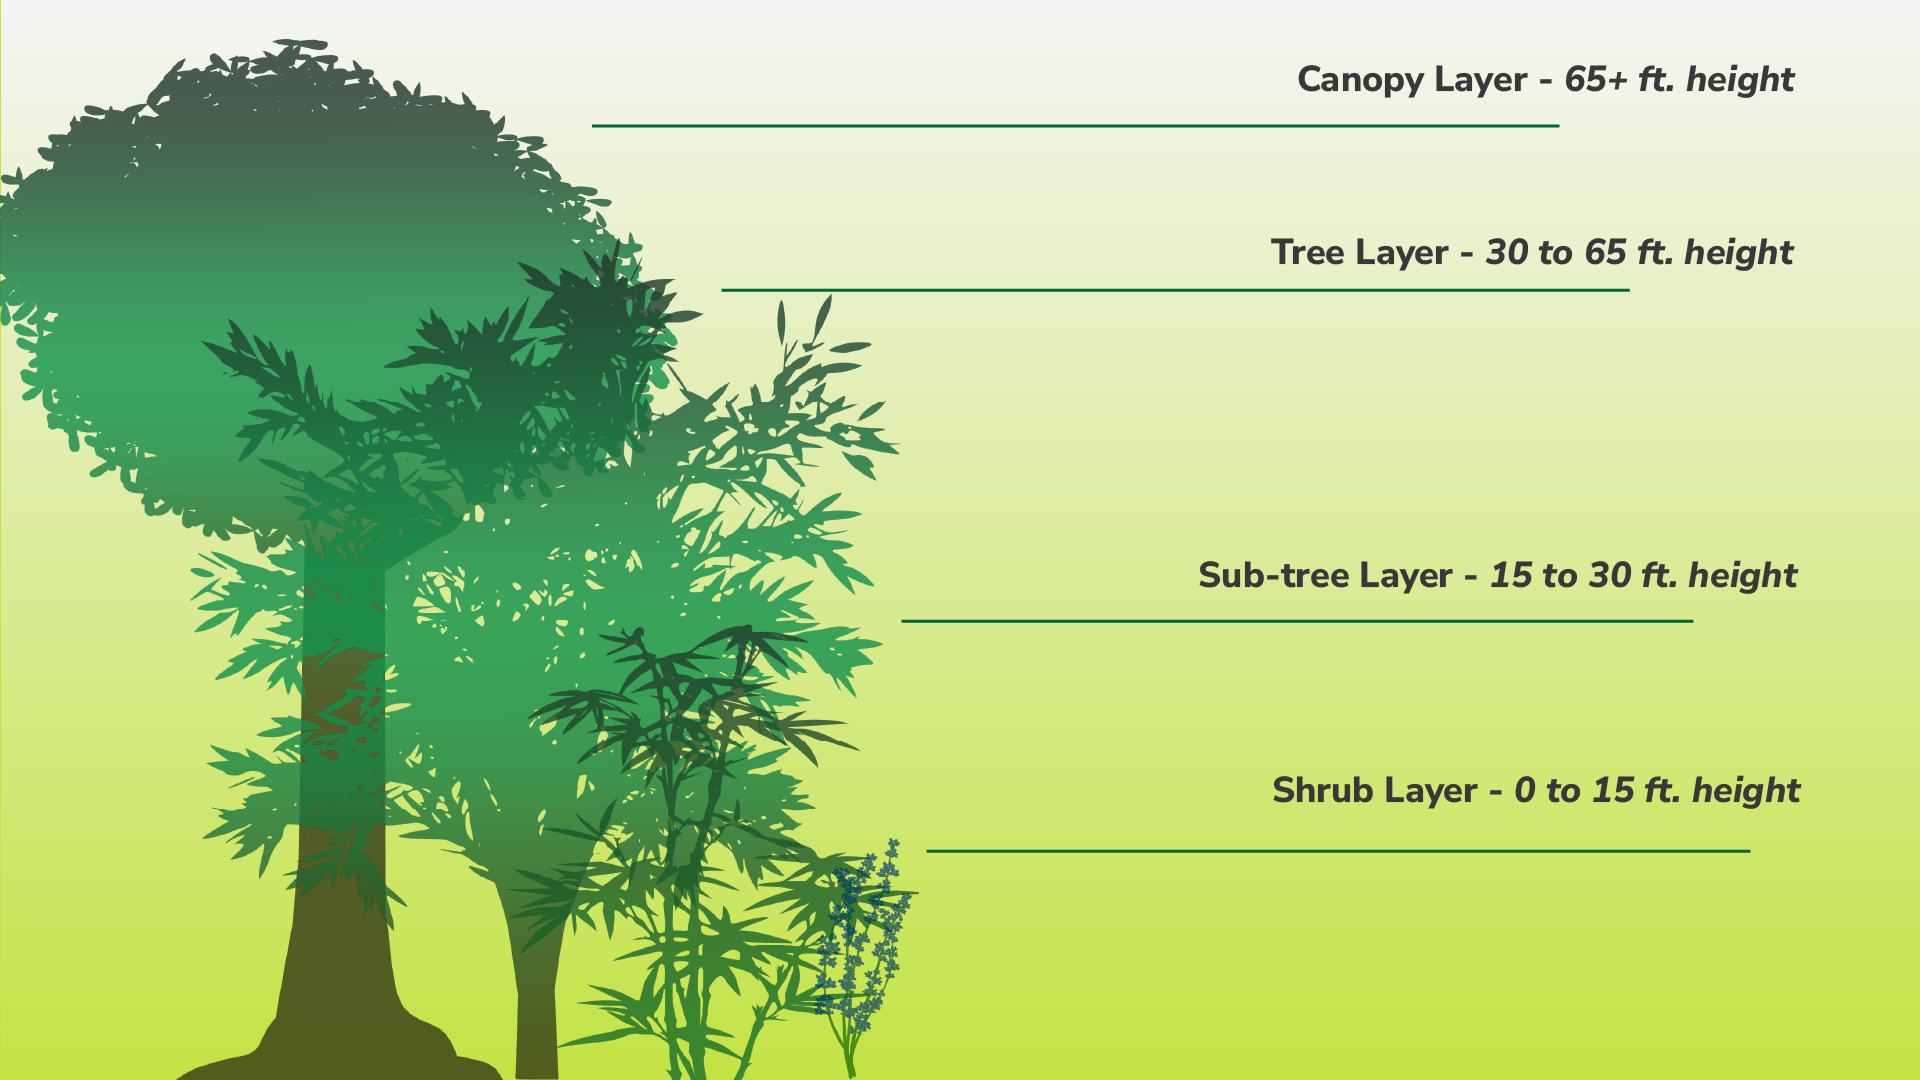 Canopy Layer - 65+ ft. height
Tree Layer - 30 to 65 ft. height
Sub-tree Layer - 15 to 30 ft. height
Shrub Layer - 0 to 15 ft. height